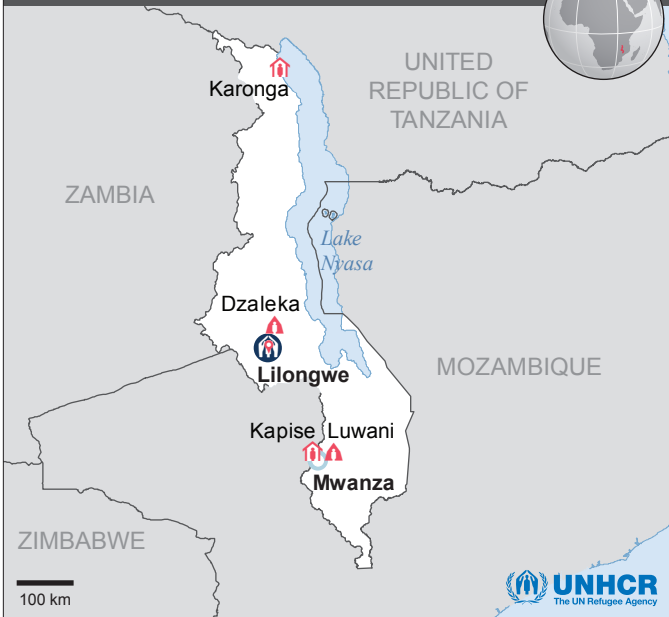 UNITED
REPUBLIC OF
TANZANIA
Karonga
ZAMBIA
Lake
Nyasa
Dzaleka
Lilongwe
MOZAMBIQUE
Kapise Luwani
Mwanza
ZIMBABWE
100 km
UNHCR
The UN Refugee Agency